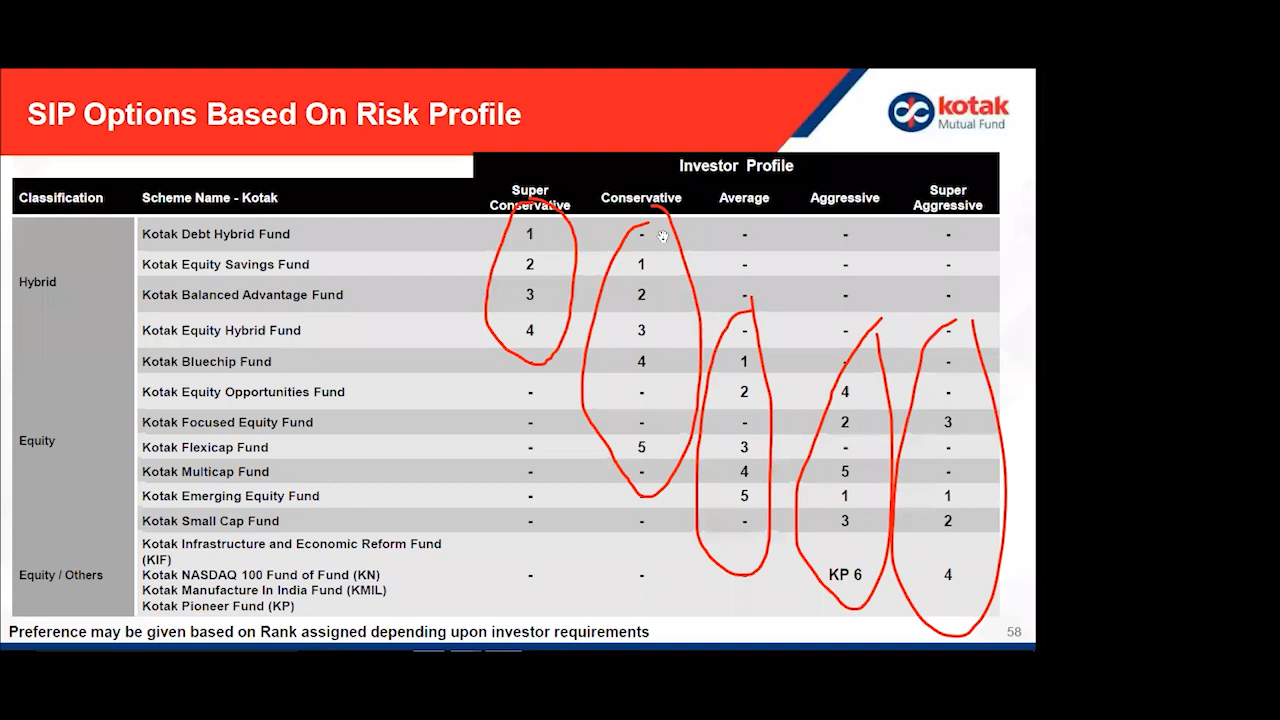 SIP Options Based On Risk Profile
kotak
Mutual Fund
Investor Profile
Classification Scheme Name - Kotak Super Conservative Conservative Average Aggressive Super Aggressive
Kotak Debt Hybrid Fund 1 - - - -
Kotak Equity Savings Fund 2 1 - - -
Hybrid
Kotak Balanced Advantage Fund 3 2 - - -
Kotak Equity Hybrid Fund 4 3 - - -
Kotak Bluechip Fund - 4 1 - -
Kotak Equity Opportunities Fund - - 2 4 -
Kotak Focused Equity Fund - - - 2 3
Equity
Kotak Flexicap Fund - 5 3 - -
Kotak Multicap Fund - - 4 5 -
Kotak Emerging Equity Fund - - 5 1 1
Kotak Small Cap Fund - - - 3 2
Kotak Infrastructure and Economic Reform Fund
(KIF)
Equity / Others Kotak NASDAQ 100 Fund of Fund (KN) - - KP 6 4
Kotak Manufacture In India Fund (KMIL)
Kotak Pioneer Fund (KP)
Preference may be given based on Rank assigned depending upon investor requirements
58